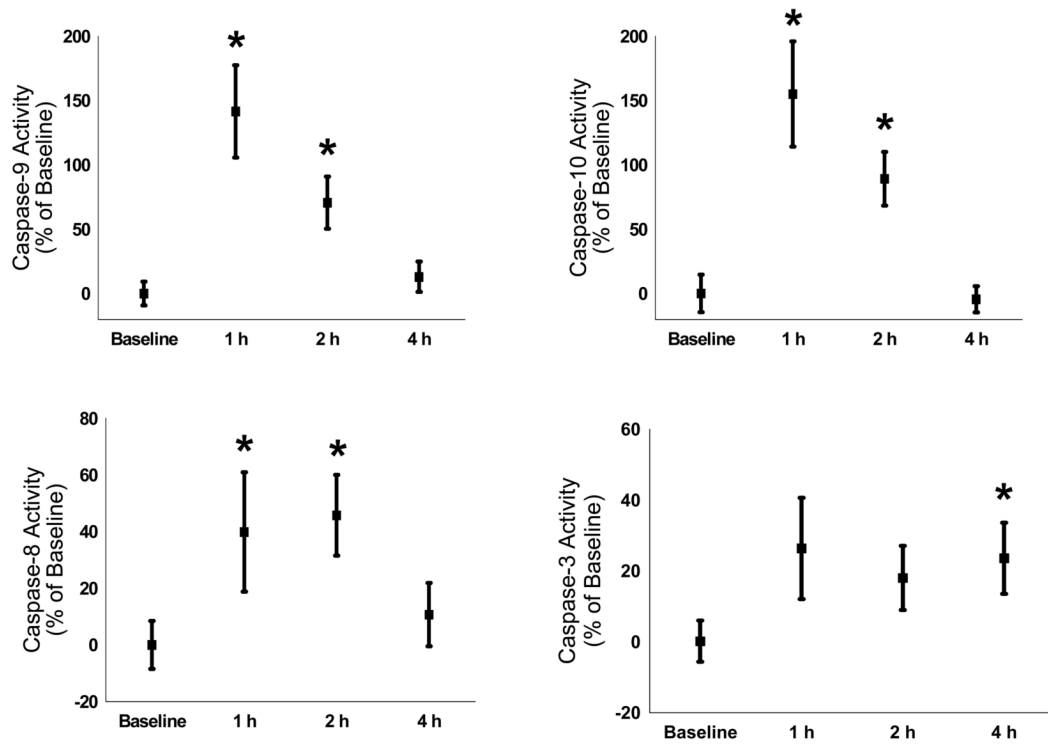 Caspase-9 Activity
(% of Baseline)
200
150
100
50
0
*
*
Baseline 1 h 2 h 4 h
Caspase-10 Activity
(% of Baseline)
200
150
100
50
0
*
*
Baseline 1 h 2 h 4 h
Caspase-8 Activity
(% of Baseline)
80
60
40
20
0
-20
*
*
Baseline 1 h 2 h 4 h
Caspase-3 Activity
(% of Baseline)
60
40
20
0
-20
*
Baseline 1 h 2 h 4 h